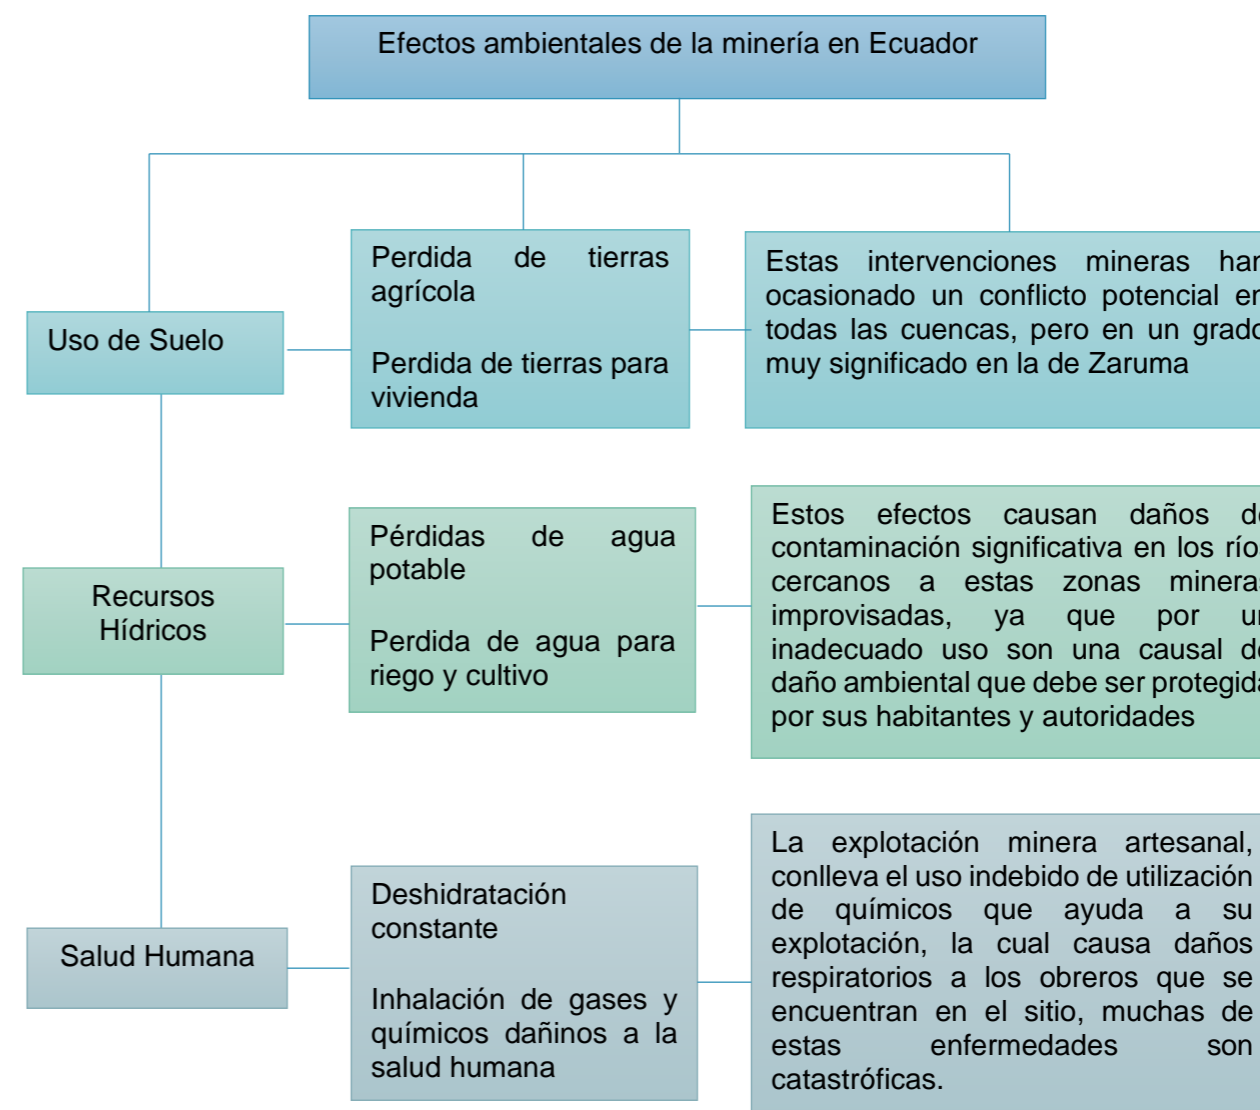 Efectos ambientales de la minería en Ecuador
Uso de Suelo
Perdida de tierras
agrícola
Perdida de tierras para
vivienda
Estas intervenciones mineras han
ocasionado un conflicto potencial en
todas las cuencas, pero en un grado
muy significado en la de Zaruma
Recursos
Hídricos
Pérdidas de agua
potable
Perdida de agua para
riego y cultivo
Estos efectos causan daños de
contaminación significativa en los río
cercanos a estas zonas mineras
improvisadas, ya que por un
inadecuado uso son una causal de
daño ambiental que debe ser protegida
por sus habitantes y autoridades
Salud Humana
Deshidratación
constante
Inhalación de gases y
químicos dañinos a la
salud humana
La explotación minera artesanal,
conlleva el uso indebido de utilización
de químicos que ayuda a su
explotación, la cual causa daños
respiratorios a los obreros que se
encuentran en el sitio, muchas de
estas enfermedades son
catastróficas.